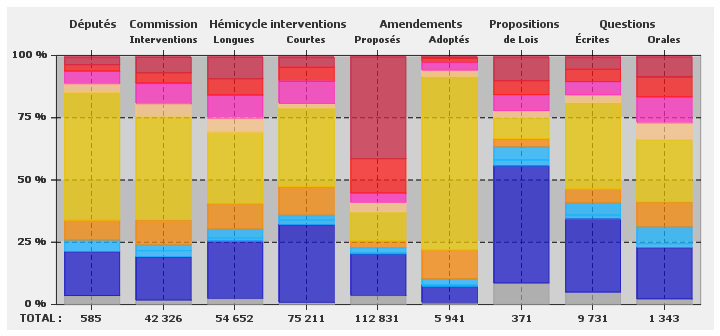 Députés Commission Hémicycle interventions Amendements Propositions Questions
Interventions Longues Courtes Proposés Adoptés de Lois Écrites Orales
100 %
75 %
50 %
25 %
0 %
TOTAL : 585 42 326 54 652 75 211 112 831 5 941 371 9 731 1 343